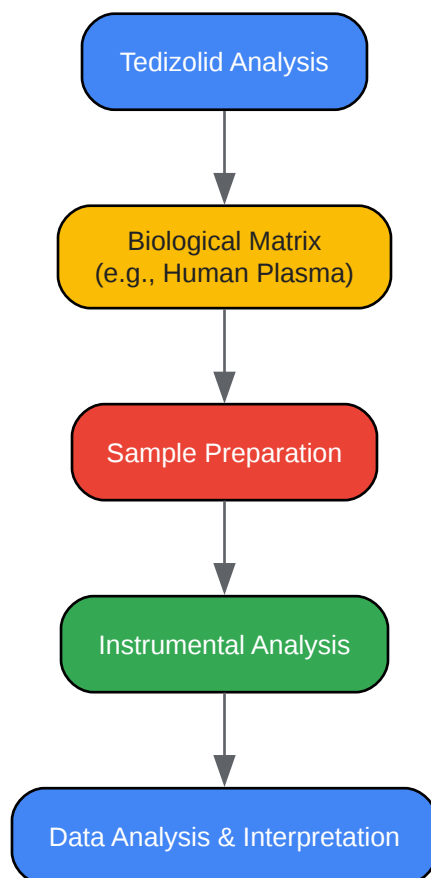 Tedizolid Analysis
Biological Matrix
(e.g., Human Plasma)
Sample Preparation
Instrumental Analysis
Data Analysis & Interpretation